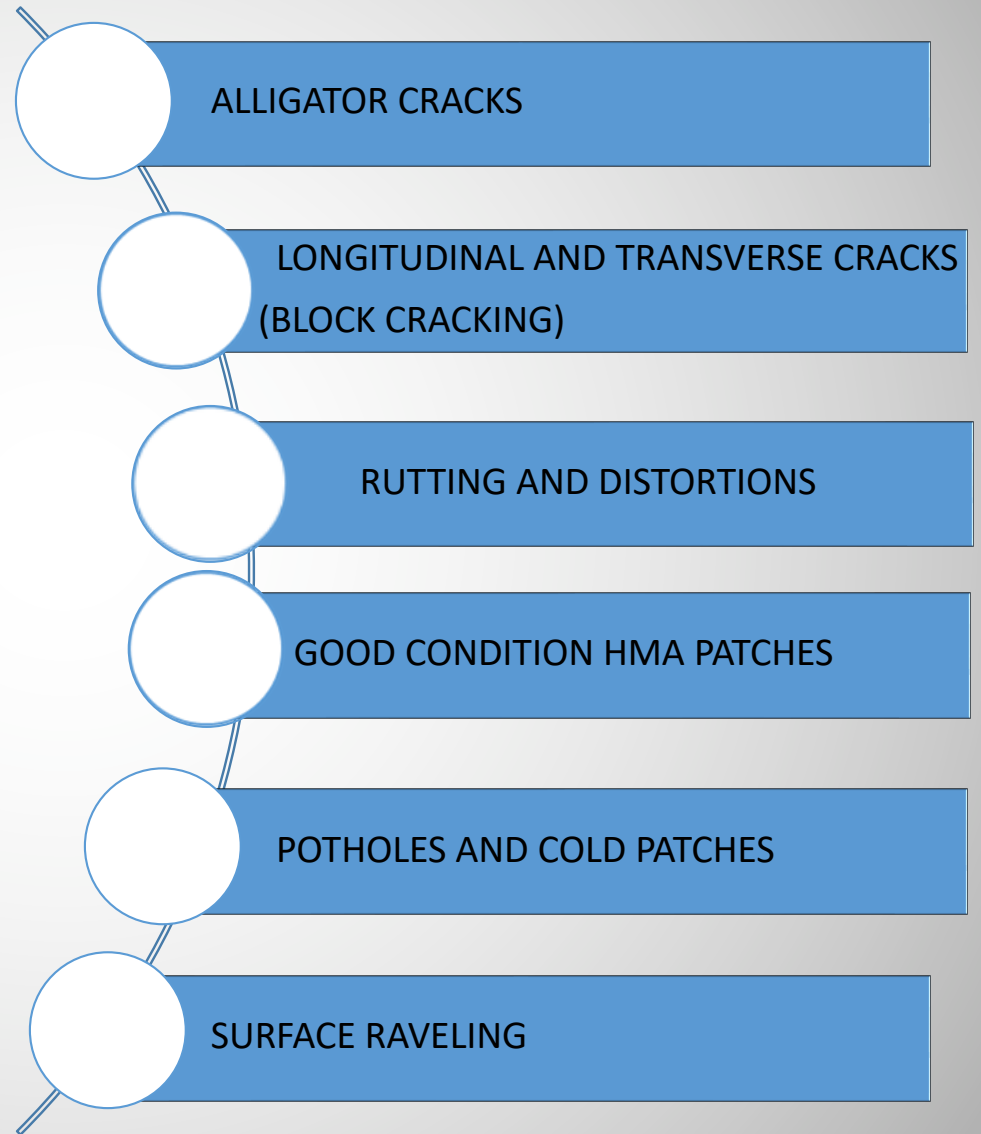 ALLIGATOR CRACKS
LONGITUDINAL AND TRANSVERSE CRACKS
(BLOCK CRACKING)
RUTTING AND DISTORTIONS
GOOD CONDITION HMA PATCHES
POTHOLES AND COLD PATCHES
SURFACE RAVELING